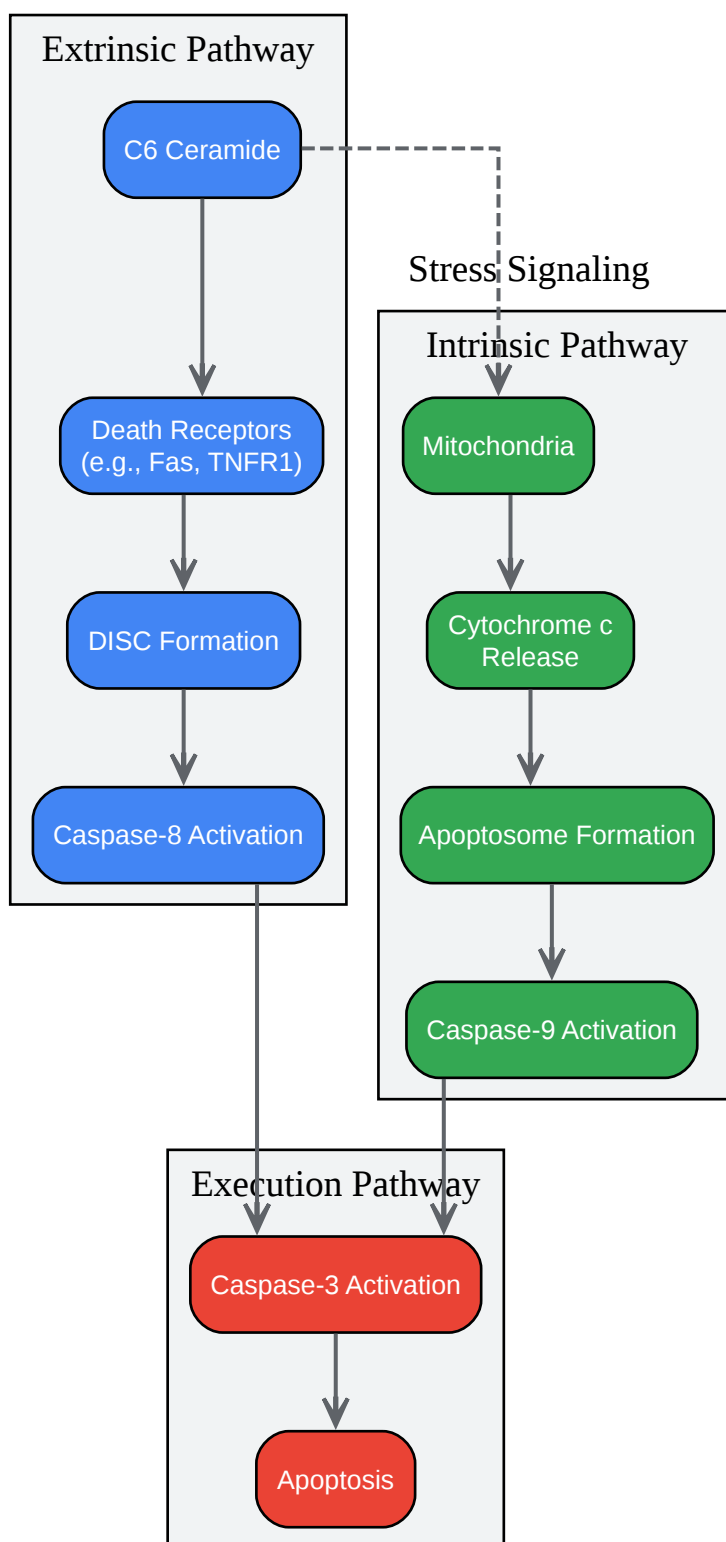 Extrinsic Pathway
C6 Ceramide
Stress Signaling
Intrinsic Pathway
Death Receptors
(e.g., Fas, TNFR1)
Mitochondria
DISC Formation
Cytochrome c
Release
Caspase-8 Activation
Apoptosome Formation
Caspase-9 Activation
Execution Pathway
Caspase-3 Activation
Apoptosis